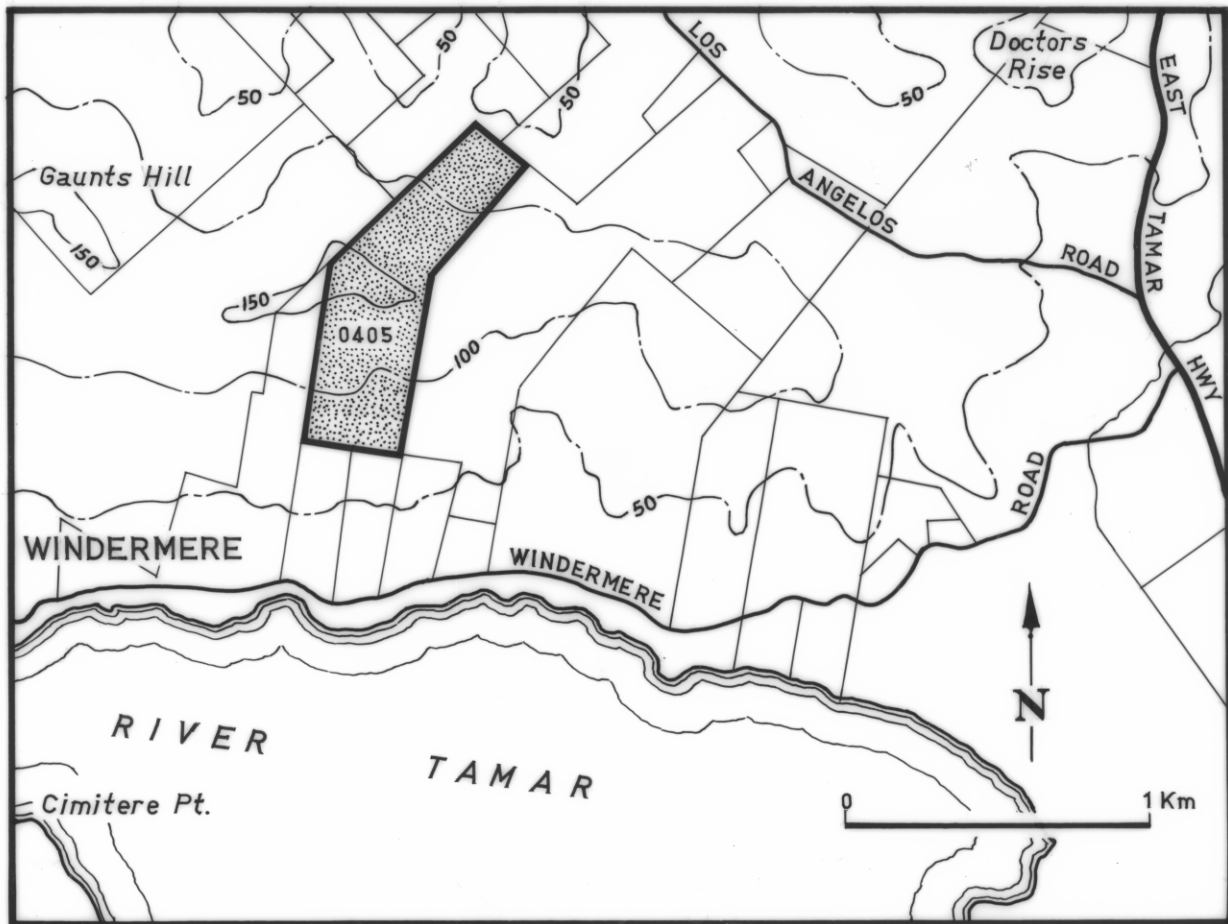 LOS ANGELOS ROAD
50
50
50
50
Doctors
Rise
EAST TAMAR HWY
Gaunts Hill
150
150
0405
100
50
ROAD
WINDERMERE
WINDERMERE
N
RIVER TAMAR
0 1 Km
Cimitere Pt.